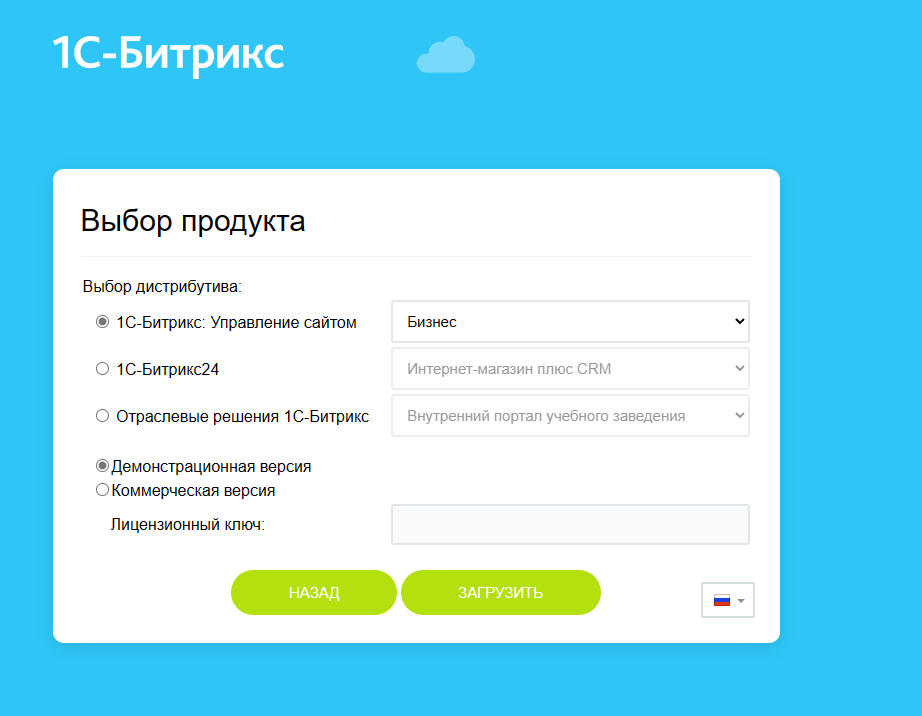 1С-Битрикс
Выбор продукта
Выбор дистрибутива:
1С-Битрикс: Управление сайтом Бизнес
1С-Битрикс24 Интернет-магазин плюс CRM
Отраслевые решения 1С-Битрикс Внутренний портал учебного заведения
Демонстрационная версия
Коммерческая версия
Лицензионный ключ:
НАЗАД ЗАГРУЗИТЬ